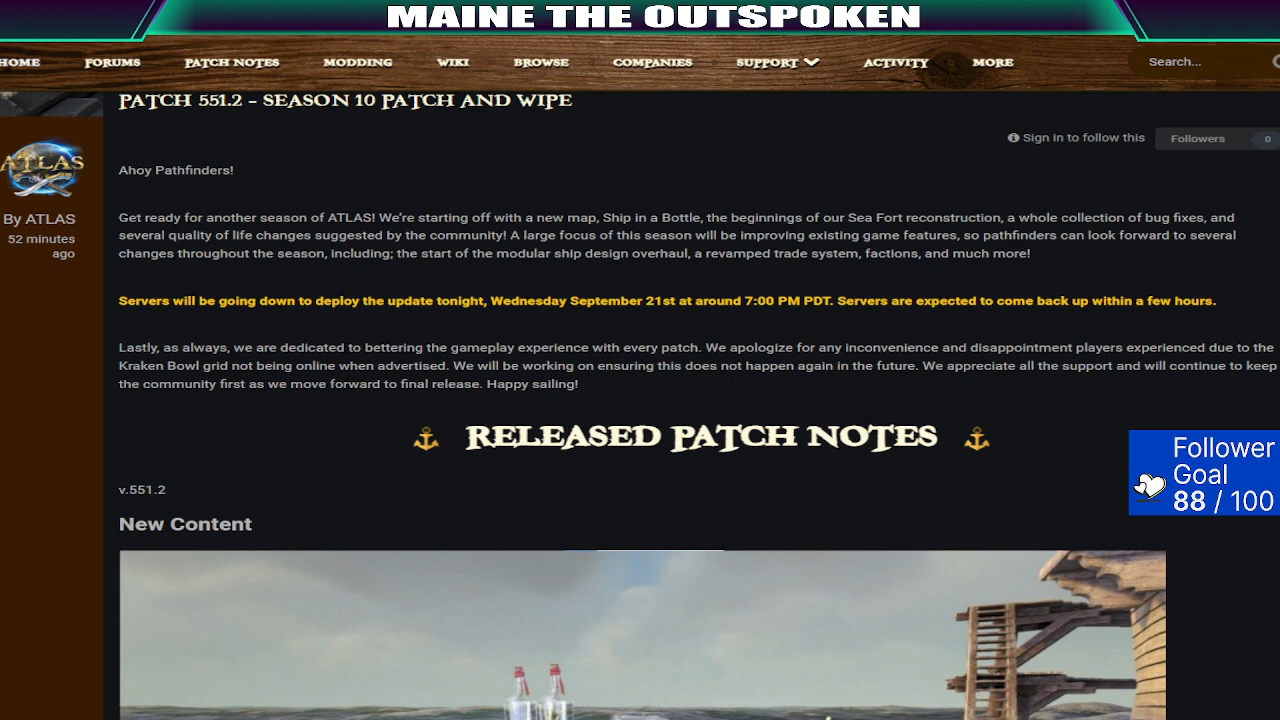 MAINE THE OUTSPOKEN
HOME FORUMS PATCH NOTES MODDING WIKI BROWSE COMPANIES SUPPORT ACTIVITY MORE Search...
PATCH 551.2 - SEASON 10 PATCH AND WIPE
Sign in to follow this Followers 0
ATLAS
By ATLAS
52 minutes
ago
Ahoy Pathfinders!
Get ready for another season of ATLAS! We're starting off with a new map, Ship in a Bottle, the beginnings of our Sea Fort reconstruction, a whole collection of bug fixes, and
several quality of life changes suggested by the community! A large focus of this season will be improving existing game features, so pathfinders can look forward to several
changes throughout the season, including; the start of the modular ship design overhaul, a revamped trade system, factions, and much more!
Servers will be going down to deploy the update tonight, Wednesday September 21st at around 7:00 PM PDT. Servers are expected to come back up within a few hours.
Lastly, as always, we are dedicated to bettering the gameplay experience with every patch. We apologize for any inconvenience and disappointment players experienced due to the
Kraken Bowl grid not being online when advertised. We will be working on ensuring this does not happen again in the future. We appreciate all the support and will continue to keep
the community first as we move forward to final release. Happy sailing!
RELEASED PATCH NOTES
Follower
Goal
88 / 100
v.551.2
New Content